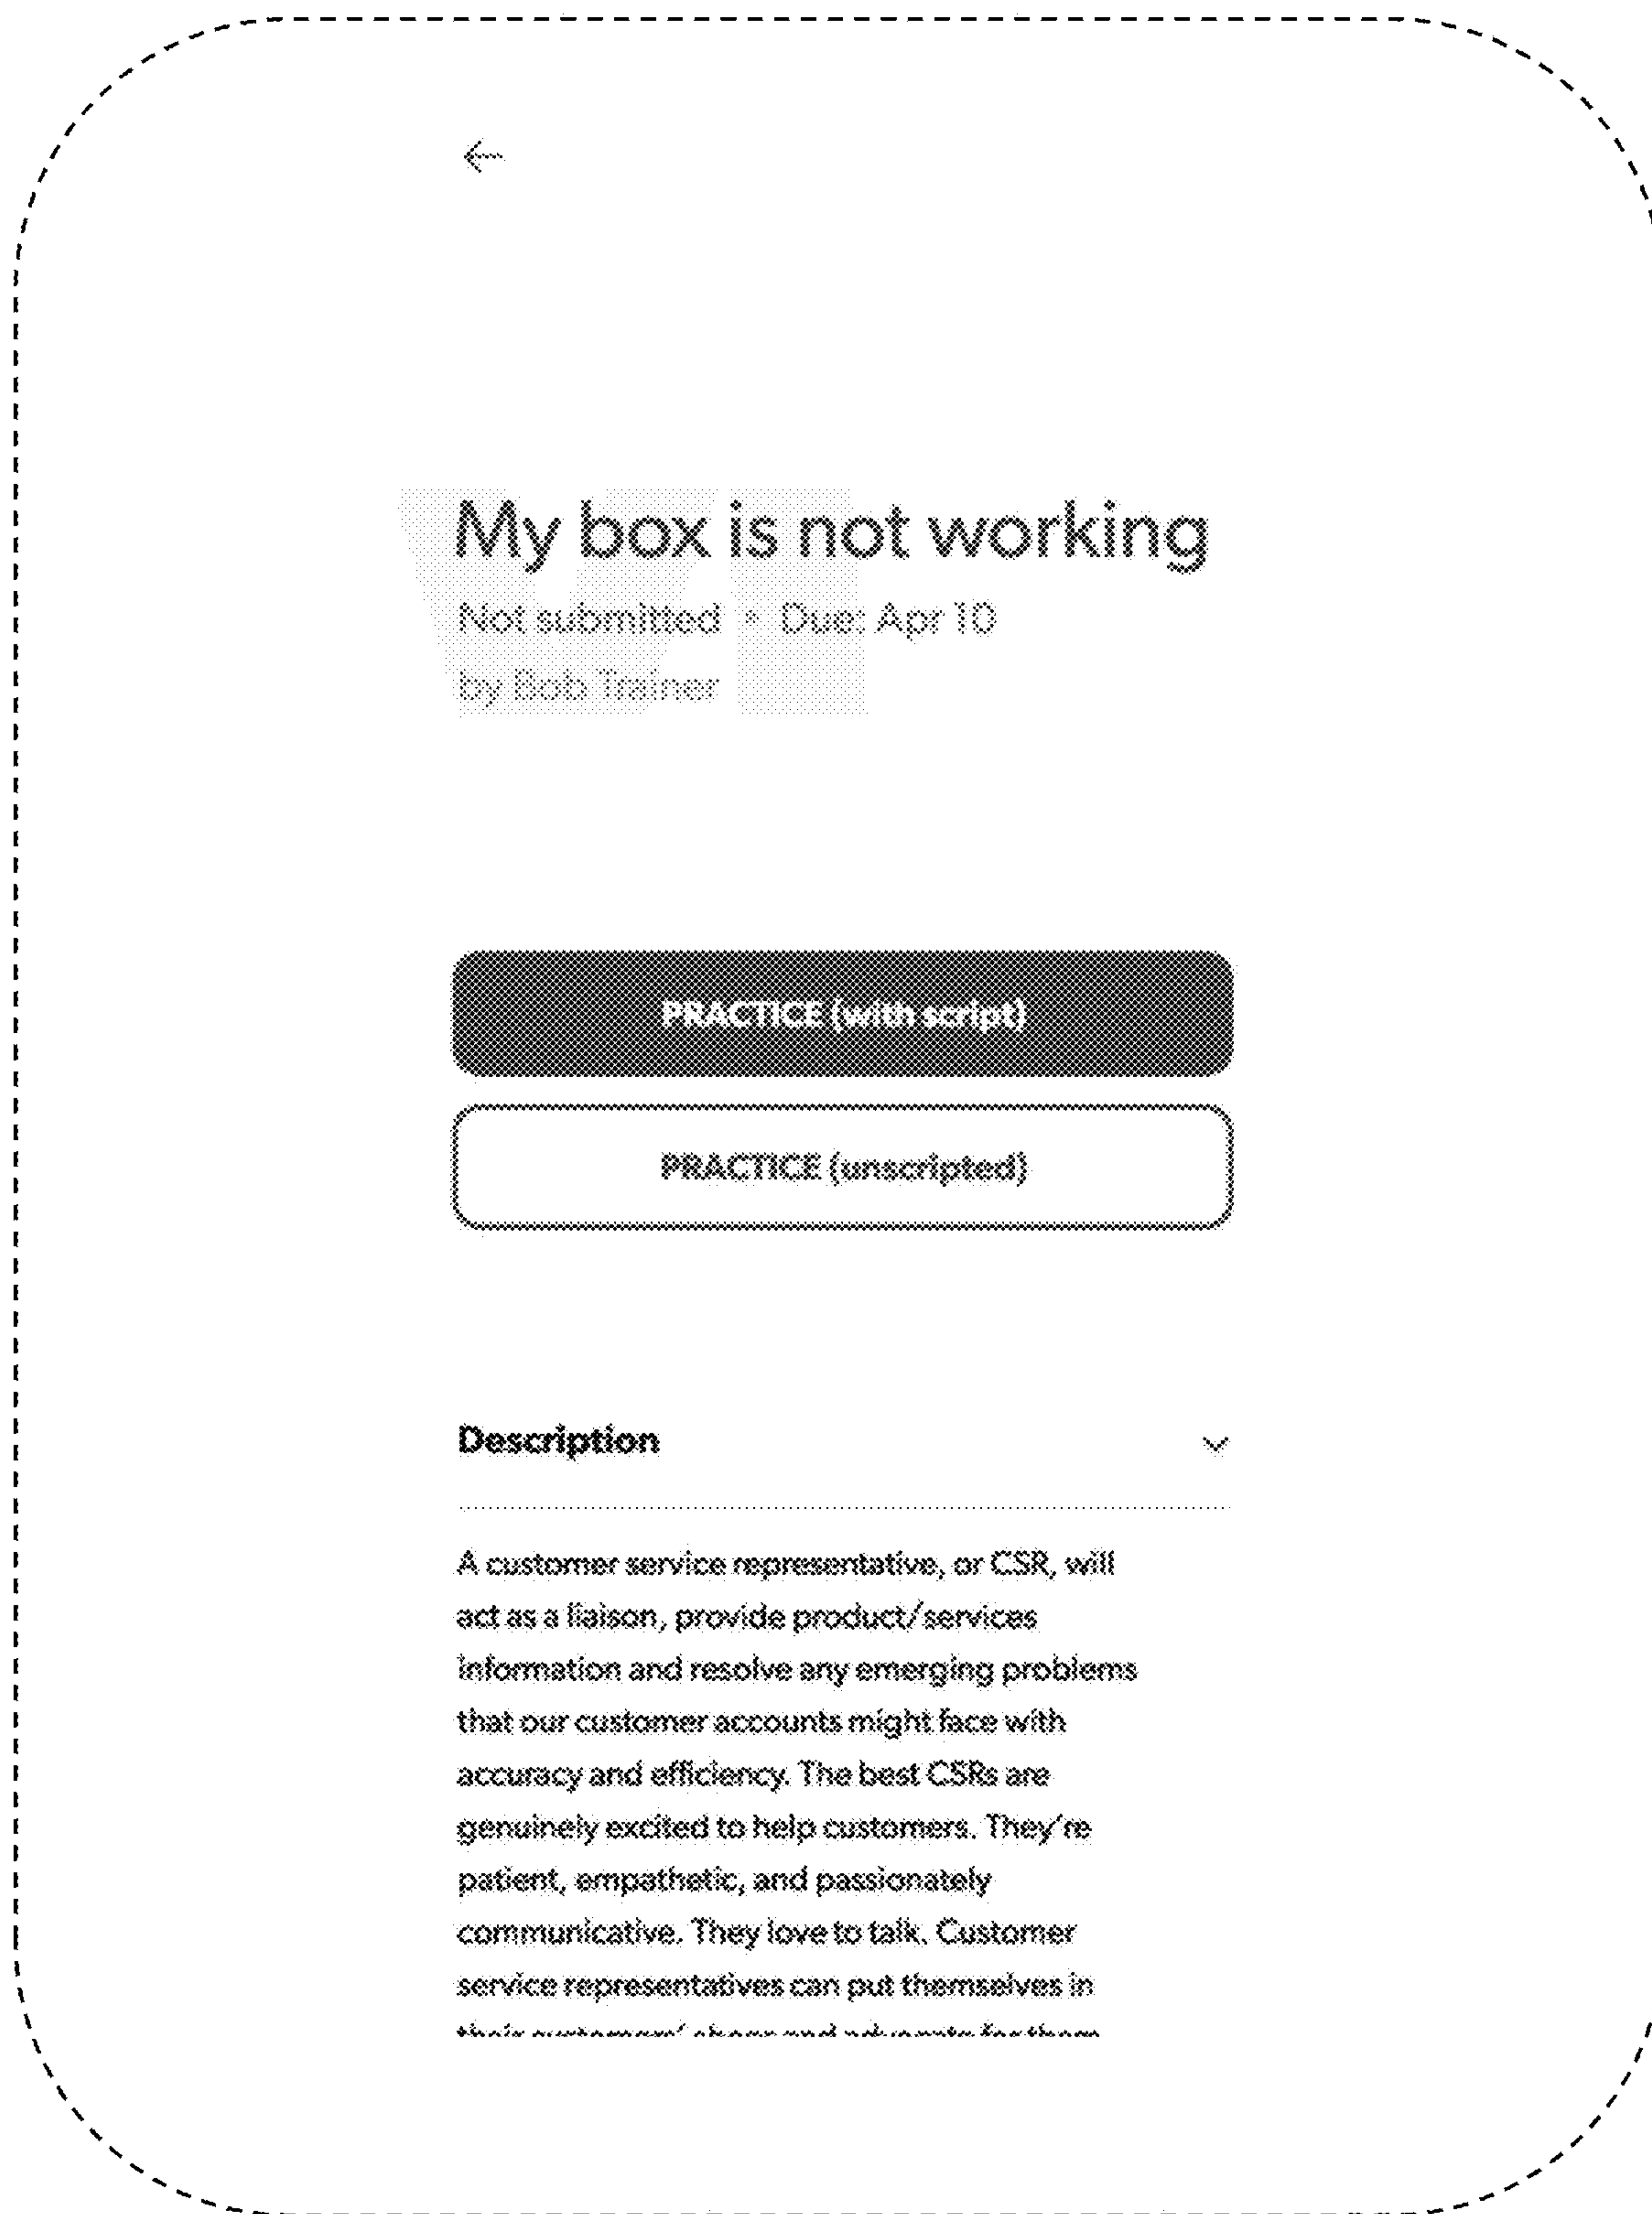 My box is not working
Not submitted • Due: Apr 10
by Bob Trainer
PRACTICE (with script)
PRACTICE (unscripted)
Description
A customer service representative, or CSR, will
act as a liaison, provide product/services
information and resolve any emerging problems
that our customer accounts might face with
accuracy and efficiency. The best CSRs are
genuinely excited to help customers. They're
patient, empathetic, and passionately
communicative. They love to talk. Customer
service representatives can put themselves in